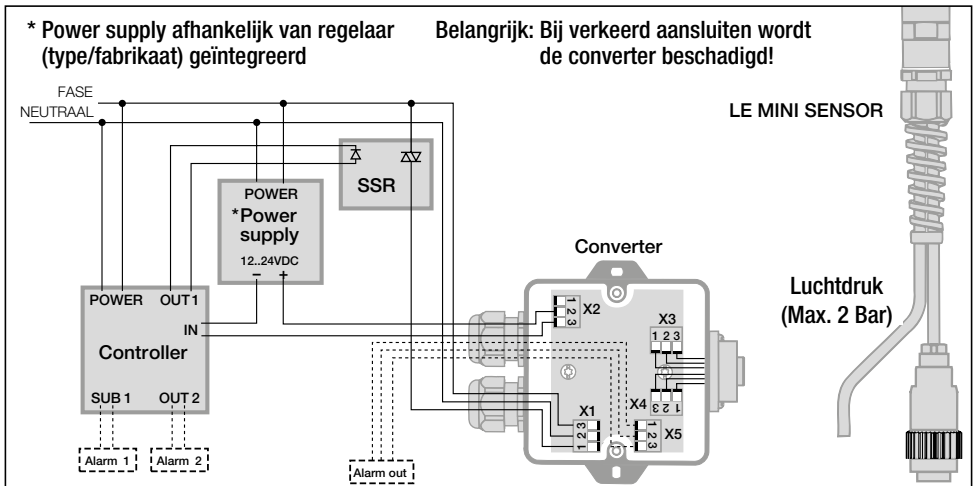 * Power supply afhankelijk van regelaar
(type/fabrikaat) geïntegreerd
Belangrijk: Bij verkeerd aansluiten wordt
de converter beschadigd!
FASE
NEUTRAAL
LE MINI SENSOR
SSR
POWER
*Power
supply
12..24VDC
– +
Converter
Luchtdruk
(Max. 2 Bar)
POWER OUT1
IN
Controller
SUB 1 OUT 2
1
2
3
X2
X3
1 2 3
X4
1 2 3
X1
1 2 3
1
2
3
X5
Alarm 1
Alarm 2
Alarm out